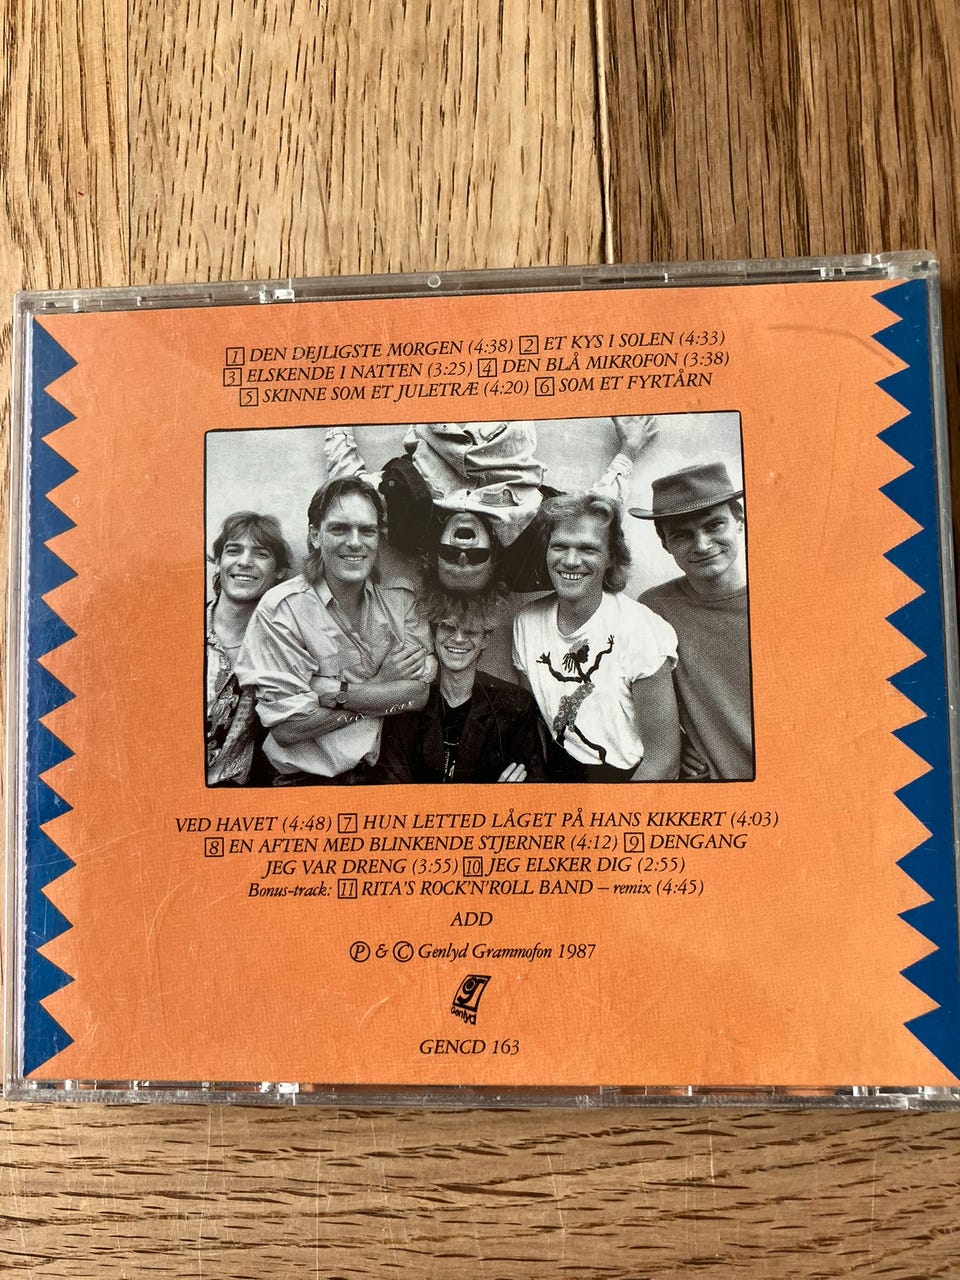 1 DEN DEJLIGSTE MORGEN (4:38) 2 ET KYS I SOLEN (4:33)
3 ELSKENDE I NATTEN (3:25) 4 DEN BLÅ MIKROFON (3:38)
5 SKINNE SOM ET JULETRÆ (4:20) 6 SOM ET FYRTÅRN
VED HAVET (4:48) 7 HUN LETTED LÅGET PÅ HANS KIKKERT (4:03)
8 EN AFTEN MED BLINKENDE STJERNER (4:12) 9 DENGANG
JEG VAR DRENG (3:55) 10 JEG ELSKER DIG (2:55)
Bonus-track: 11 RITA'S ROCK'N'ROLL BAND – remix (4:45)
ADD
Ⓟ & © Genlyd Grammofon 1987
Genlyd
GENCD 163